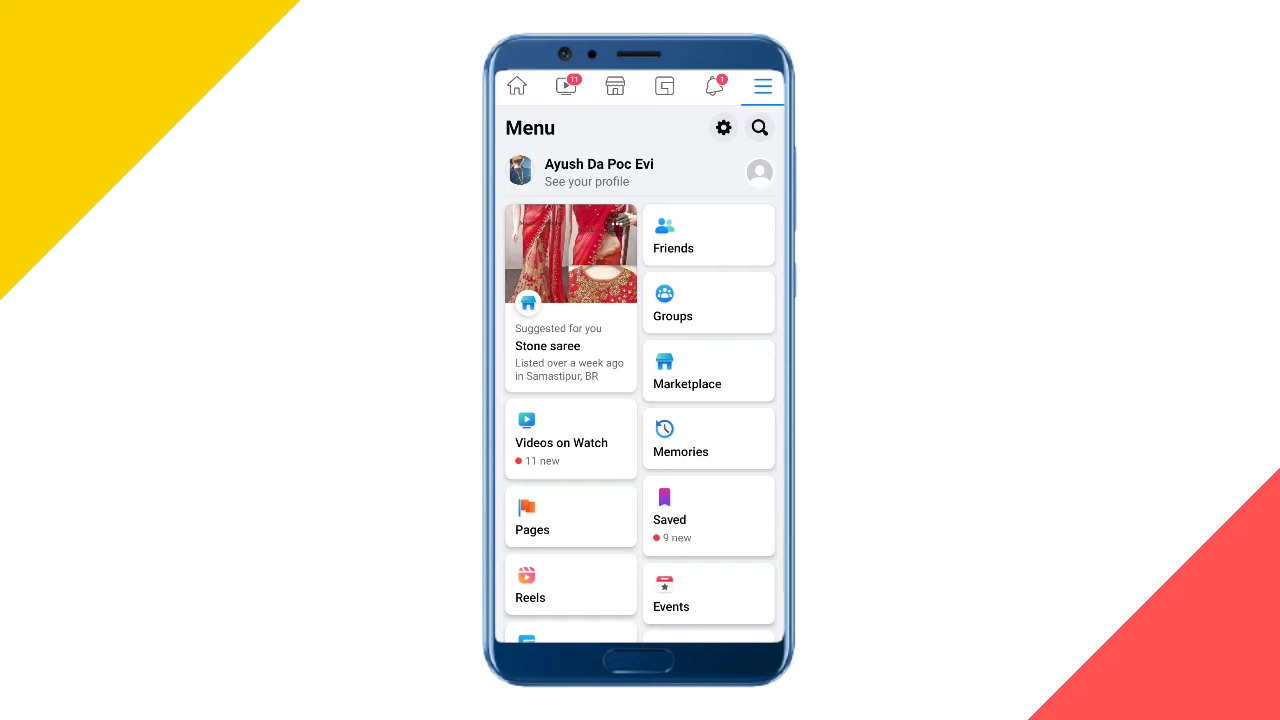 11
1
Menu
Ayush Da Poc Evi
See your profile
Suggested for you
Stone saree
Listed over a week ago
in Samastipur, BR
Videos on Watch
11 new
Pages
Reels
Friends
Groups
Marketplace
Memories
Saved
9 new
Events